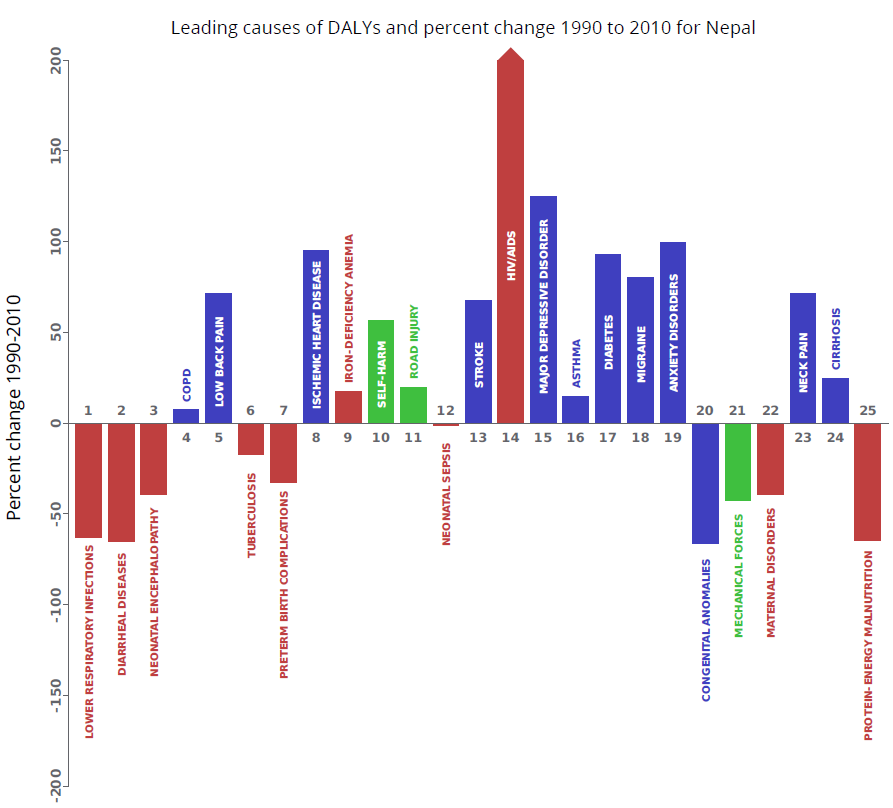 Leading causes of DALYs and percent change 1990 to 2010 for Nepal
Percent change 1990-2010
200
150
100
50
0
-50
-100
-150
-200
1
LOWER RESPIRATORY INFECTIONS
2
DIARRHEAL DISEASES
3
NEONATAL ENCEPHALOPATHY
4
COPD
5
LOW BACK PAIN
6
TUBERCULOSIS
7
PRETERM BIRTH COMPLICATIONS
8
ISCHEMIC HEART DISEASE
9
IRON-DEFICIENCY ANEMIA
10
SELF-HARM
11
ROAD INJURY
12
NEONATAL SEPSIS
13
STROKE
14
HIV/AIDS
15
MAJOR DEPRESSIVE DISORDER
16
ASTHMA
17
DIABETES
18
MIGRAINE
19
ANXIETY DISORDERS
20
CONGENITAL ANOMALIES
21
MECHANICAL FORCES
22
MATERNAL DISORDERS
23
NECK PAIN
24
CIRRHOSIS
25
PROTEIN-ENERGY MALNUTRITION